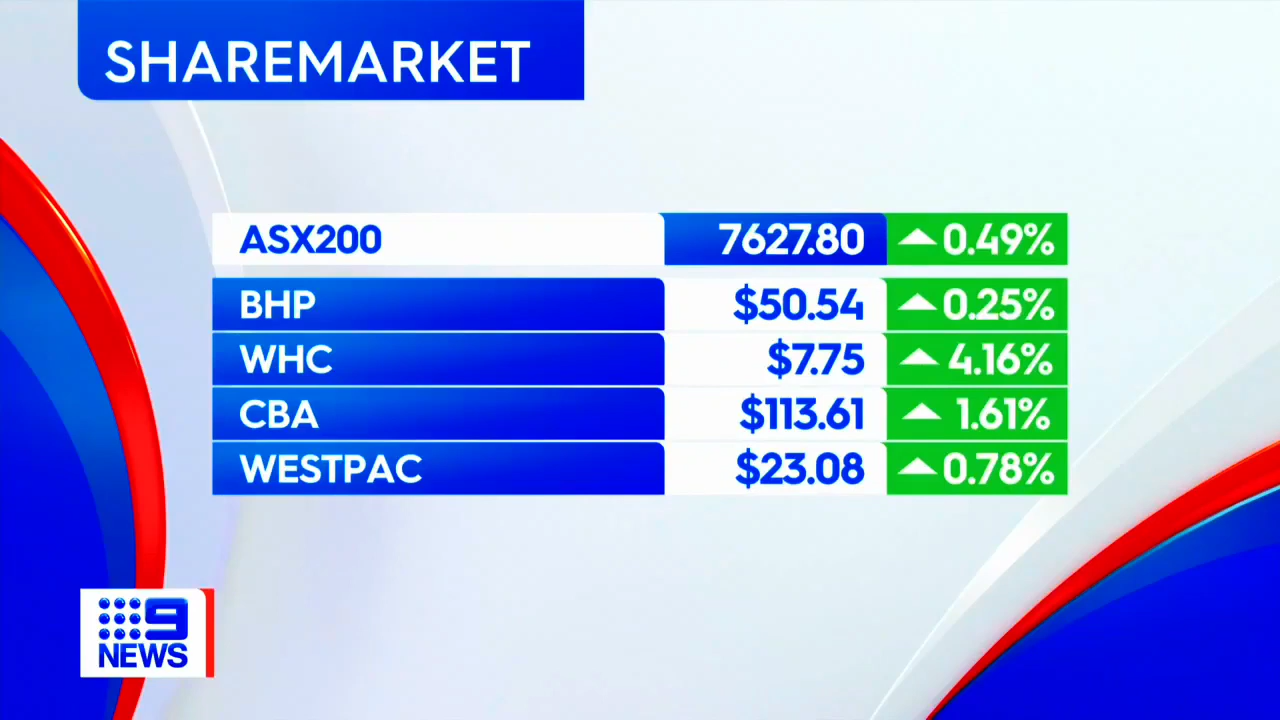 SHAREMARKET
ASX200 7627.80 ▲ 0.49%
BHP $50.54 ▲ 0.25%
WHC $7.75 ▲ 4.16%
CBA $113.61 ▲ 1.61%
WESTPAC $23.08 ▲ 0.78%
9
NEWS